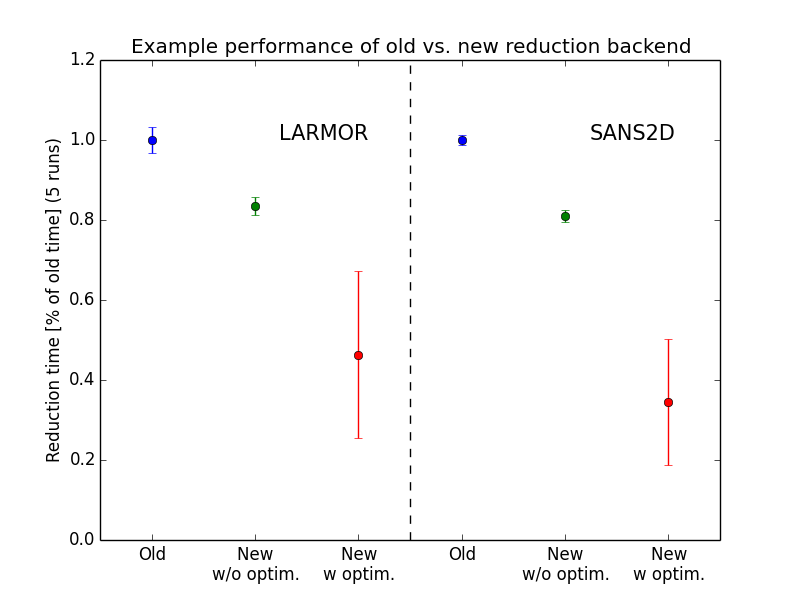 Example performance of old vs. new reduction backend
Reduction time [% of old time] (5 runs)
1.2
1.0
0.8
0.6
0.4
0.2
0.0
LARMOR
SANS2D
Old
New
w/o optim.
New
w optim.
Old
New
w/o optim.
New
w optim.